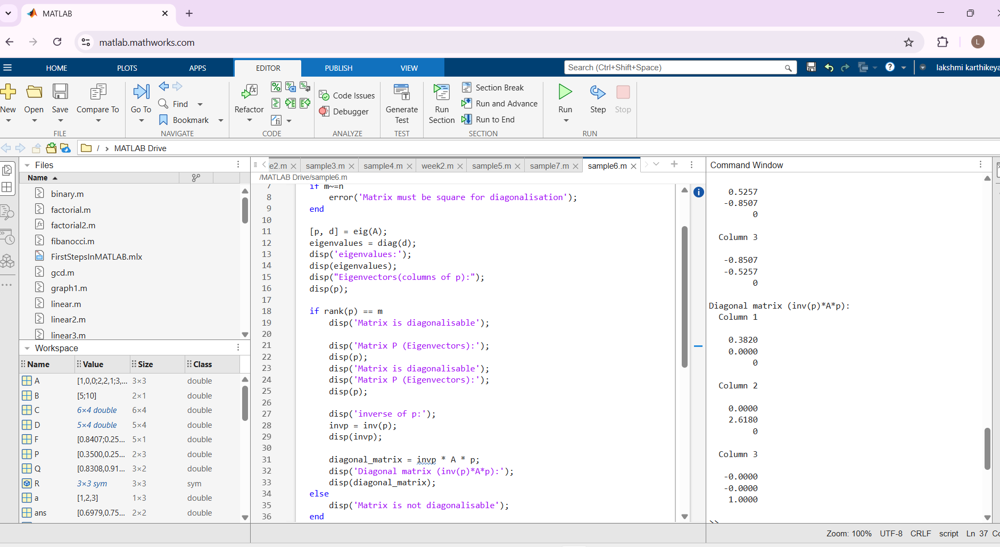 MATLAB
matlab.mathworks.com
L
HOME PLOTS APPS EDITOR PUBLISH VIEW
Search (Ctrl+Shift+Space)
lakshmi karthikeya
New Open Save Compare To
FILE
Go To Find Bookmark
NAVIGATE
Refactor
CODE
Code Issues
Debugger
ANALYZE
Generate Test
TEST
Run Section
Section Break
Run and Advance
Run to End
SECTION
Run Step Stop
RUN
/ › MATLAB Drive
Files
Name
binary.m
factorial.m
factorial2.m
fibanocci.m
FirstStepsInMATLAB.mlx
gcd.m
graph1.m
linear.m
linear2.m
linear3.m
Workspace
Name Value Size Class
A [1,0,0;2,2,1;3,... 3×3 double
B [5;10] 2×1 double
C 6×4 double 6×4 double
D 5×4 double 5×4 double
F [0.8407;0.25... 5×1 double
P [0.3500,0.25... 2×3 double
Q [0.8308,0.91... 3×2 double
R 3×3 sym 3×3 sym
a [1,2,3] 1×3 double
ans [0.6979,0.75... 2×2 double
e2.m sample3.m sample4.m week2.m sample5.m sample7.m sample6.m
/MATLAB Drive/sample6.m
7 if m~=n
8 error('Matrix must be square for diagonalisation');
9 end
10
11 [p, d] = eig(A);
12 eigenvalues = diag(d);
13 disp('eigenvalues:');
14 disp(eigenvalues);
15 disp("Eigenvectors(columns of p):");
16 disp(p);
17
18 if rank(p) == m
19 disp('Matrix is diagonalisable');
20
21 disp('Matrix P (Eigenvectors):');
22 disp(p);
23 disp('Matrix is diagonalisable');
24 disp('Matrix P (Eigenvectors):');
25 disp(p);
26
27 disp('inverse of p:');
28 invp = inv(p);
29 disp(invp);
30
31 diagonal_matrix = invp * A * p;
32 disp('Diagonal matrix (inv(p)*A*p):');
33 disp(diagonal_matrix);
34 else
35 disp('Matrix is not diagonalisable');
36 end
Command Window
0.5257
-0.8507
0
Column 3
-0.8507
-0.5257
0
Diagonal matrix (inv(p)*A*p):
Column 1
0.3820
0.0000
0
Column 2
0.0000
2.6180
0
Column 3
-0.0000
-0.0000
1.0000
>>
Zoom: 100% UTF-8 CRLF script Ln 37 Co